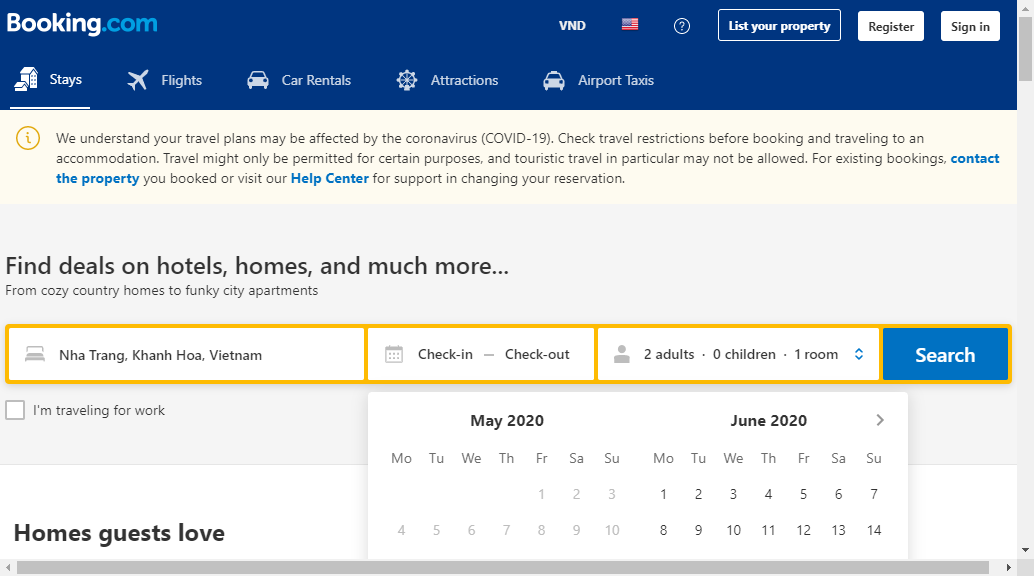 Booking.com
VND
List your property
Register
Sign in
Stays
Flights
Car Rentals
Attractions
Airport Taxis
We understand your travel plans may be affected by the coronavirus (COVID-19). Check travel restrictions before booking and traveling to an
accommodation. Travel might only be permitted for certain purposes, and touristic travel in particular may not be allowed. For existing bookings, contact
the property you booked or visit our Help Center for support in changing your reservation.
Find deals on hotels, homes, and much more...
From cozy country homes to funky city apartments
Nha Trang, Khanh Hoa, Vietnam
Check-in — Check-out
2 adults · 0 children · 1 room
Search
I'm traveling for work
May 2020
Mo Tu We Th Fr Sa Su
1 2 3
4 5 6 7 8 9 10
June 2020
Mo Tu We Th Fr Sa Su
1 2 3 4 5 6 7
8 9 10 11 12 13 14
Homes guests love